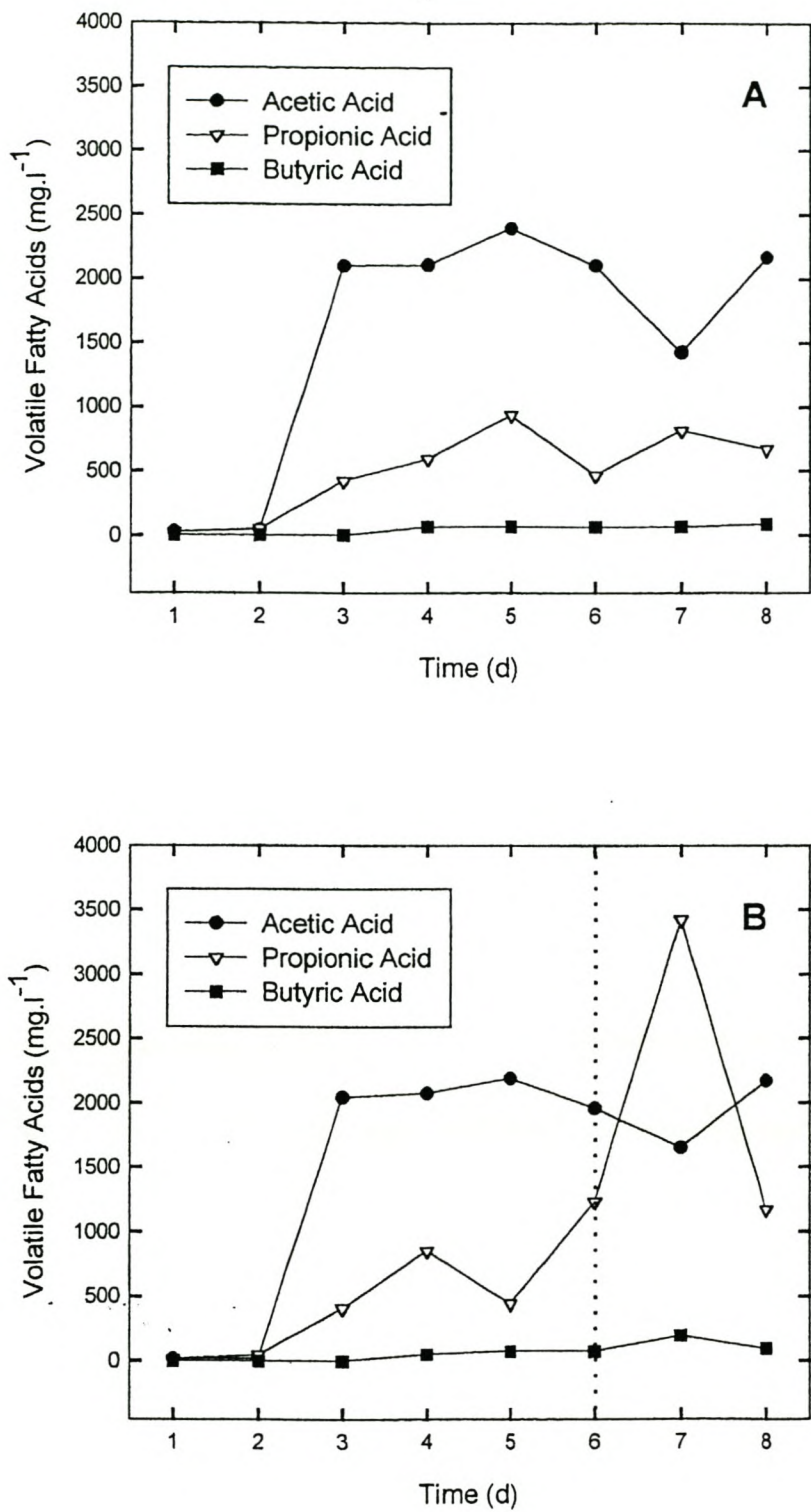 4000
3500
3000
2500
2000
1500
1000
500
0
Volatile Fatty Acids (mg.l⁻¹)
Acetic Acid
Propionic Acid
Butyric Acid
A
1 2 3 4 5 6 7 8
Time (d)
4000
3500
3000
2500
2000
1500
1000
500
0
Volatile Fatty Acids (mg.l⁻¹)
Acetic Acid
Propionic Acid
Butyric Acid
B
1 2 3 4 5 6 7 8
Time (d)